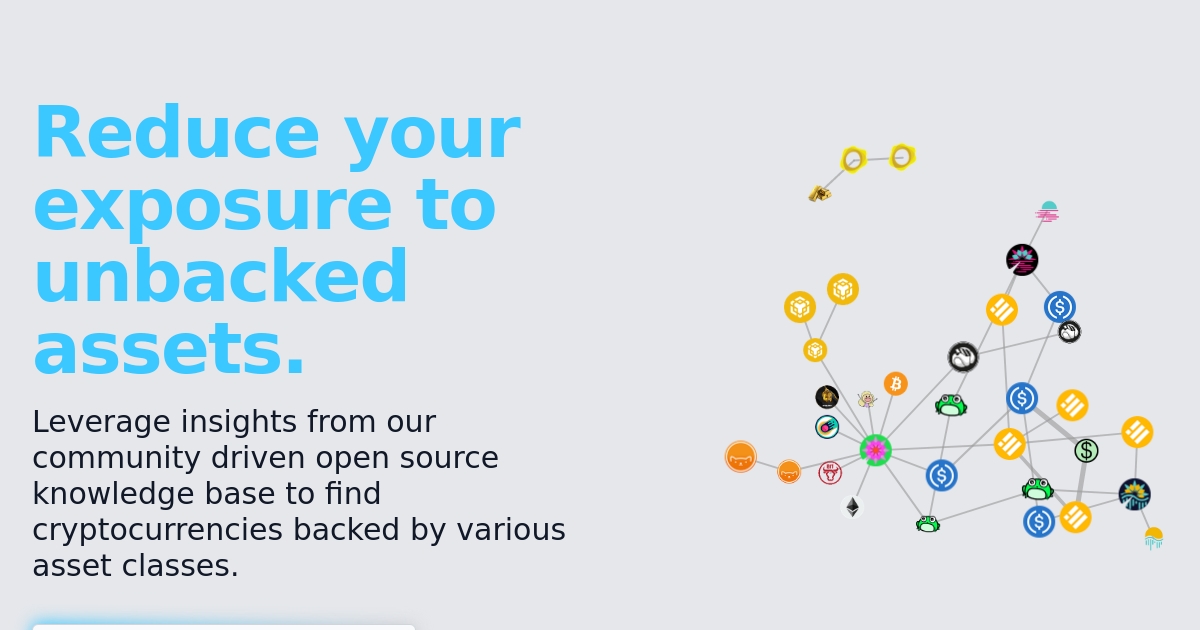 Reduce your
exposure to
unbacked
assets.
Leverage insights from our
community driven open source
knowledge base to find
cryptocurrencies backed by various
asset classes.